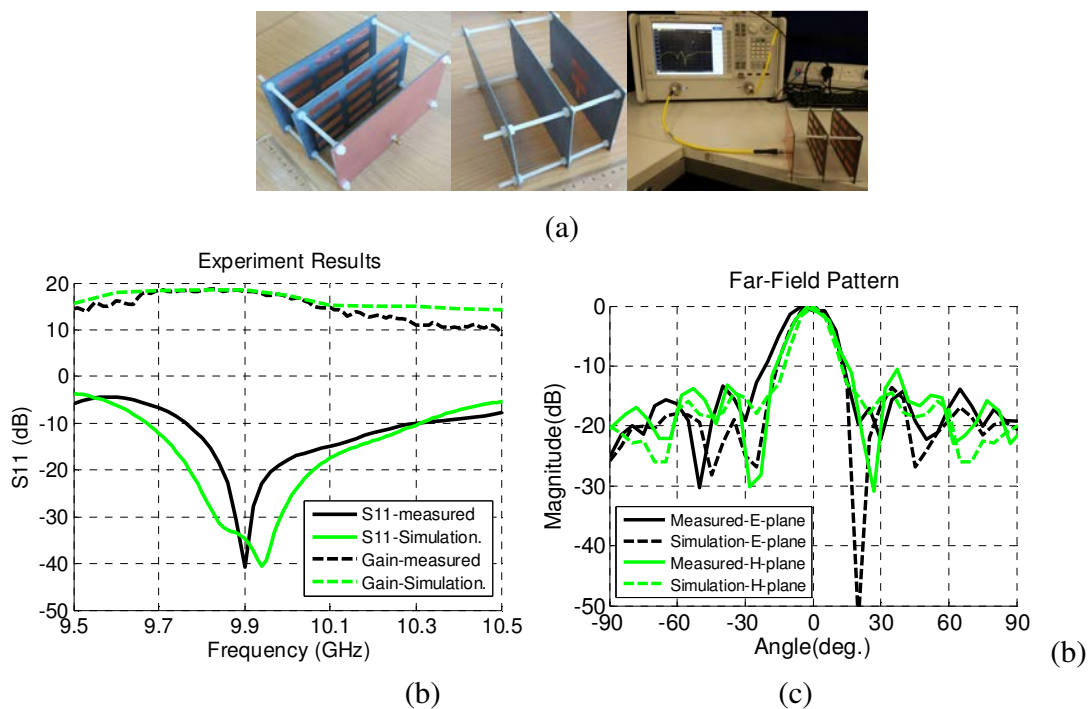 (a)
Experiment Results
20
10
0
-10
-20
-30
-40
-50
S11 (dB)
S11-measured
S11-Simulation.
Gain-measured
Gain-Simulation.
9.5 9.7 9.9 10.1 10.3 10.5
Frequency (GHz)
(b)
Far-Field Pattern
0
-10
-20
-30
-40
-50
Magnitude(dB)
Measured-E-plane
Simulation-E-plane
Measured-H-plane
Simulation-H-plane
-90 -60 -30 0 30 60 90
Angle(deg.)
(b)
(c)